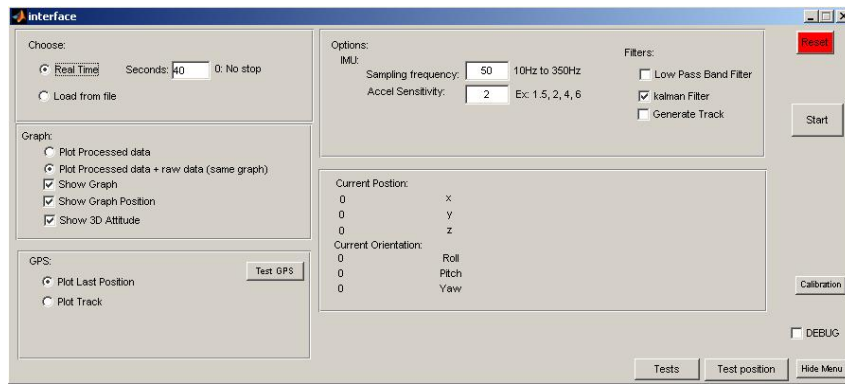 interface
Choose:
Real Time Seconds: 40 0: No stop
Load from file
Options:
IMU:
Sampling frequency: 50 10Hz to 350Hz
Accel Sensitivity: 2 Ex: 1.5, 2, 4, 6
Filters:
Low Pass Band Filter
kalman Filter
Generate Track
Reset
Start
Graph:
Plot Processed data
Plot Processed data + raw data (same graph)
Show Graph
Show Graph Position
Show 3D Attitude
Current Postion:
0 x
0 y
0 z
Current Orientation:
0 Roll
0 Pitch
0 Yaw
GPS:
Test GPS
Plot Last Position
Plot Track
Calibration
DEBUG
Tests Test position Hide Menu